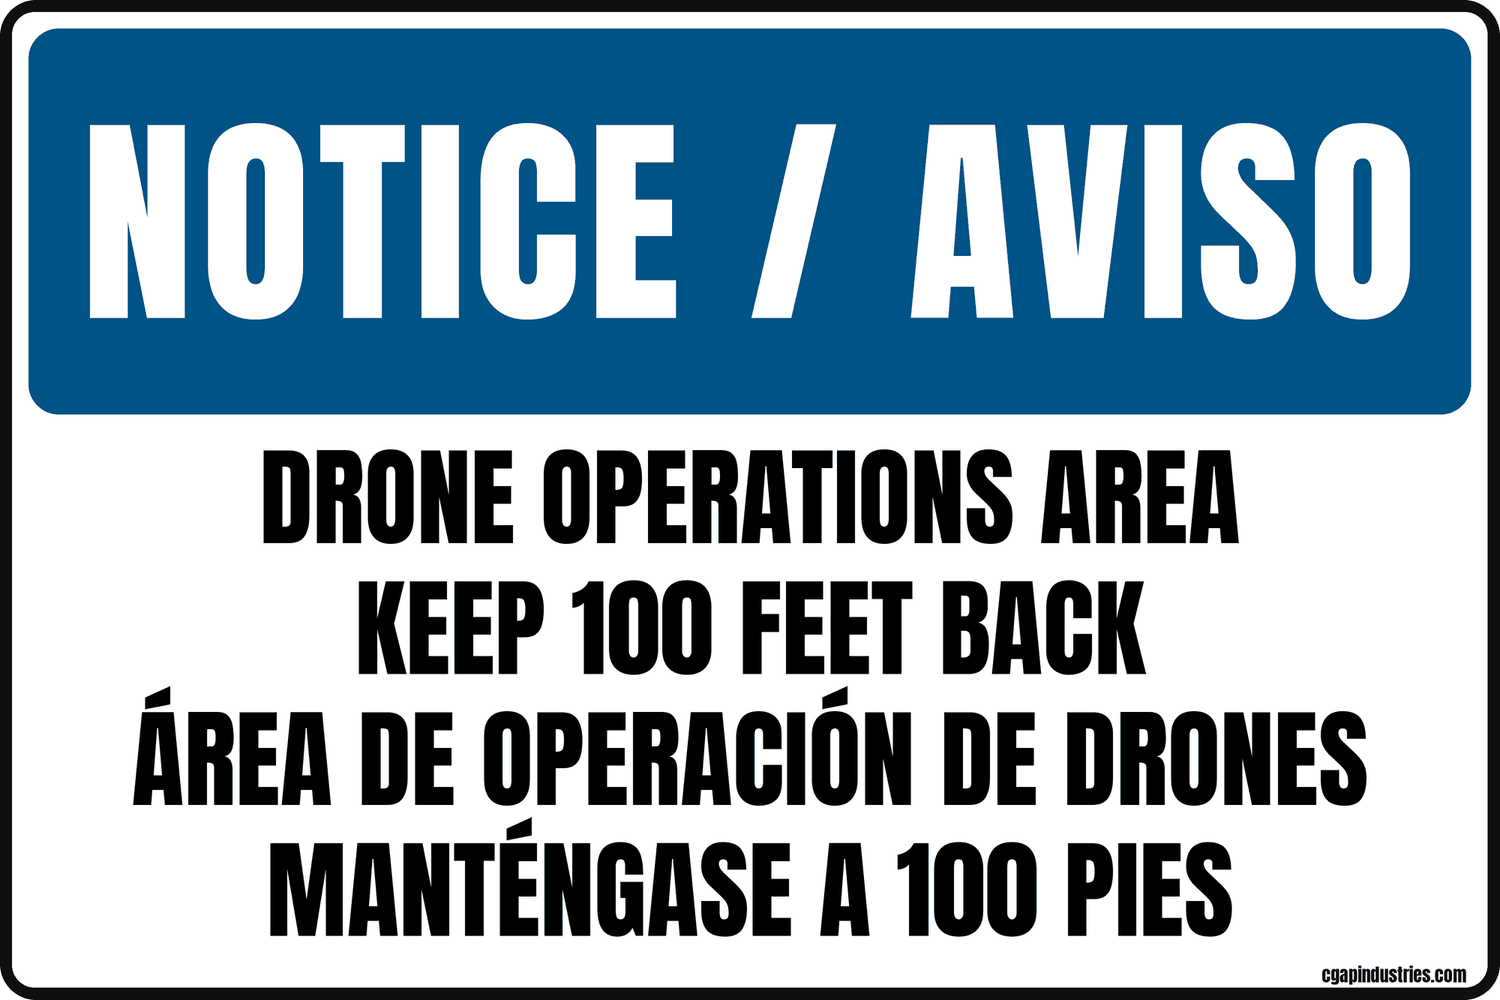 NOTICE / AVISO
DRONE OPERATIONS AREA
KEEP 100 FEET BACK
ÁREA DE OPERACIÓN DE DRONES
MANTÉNGASE A 100 PIES
cgapindustries.com